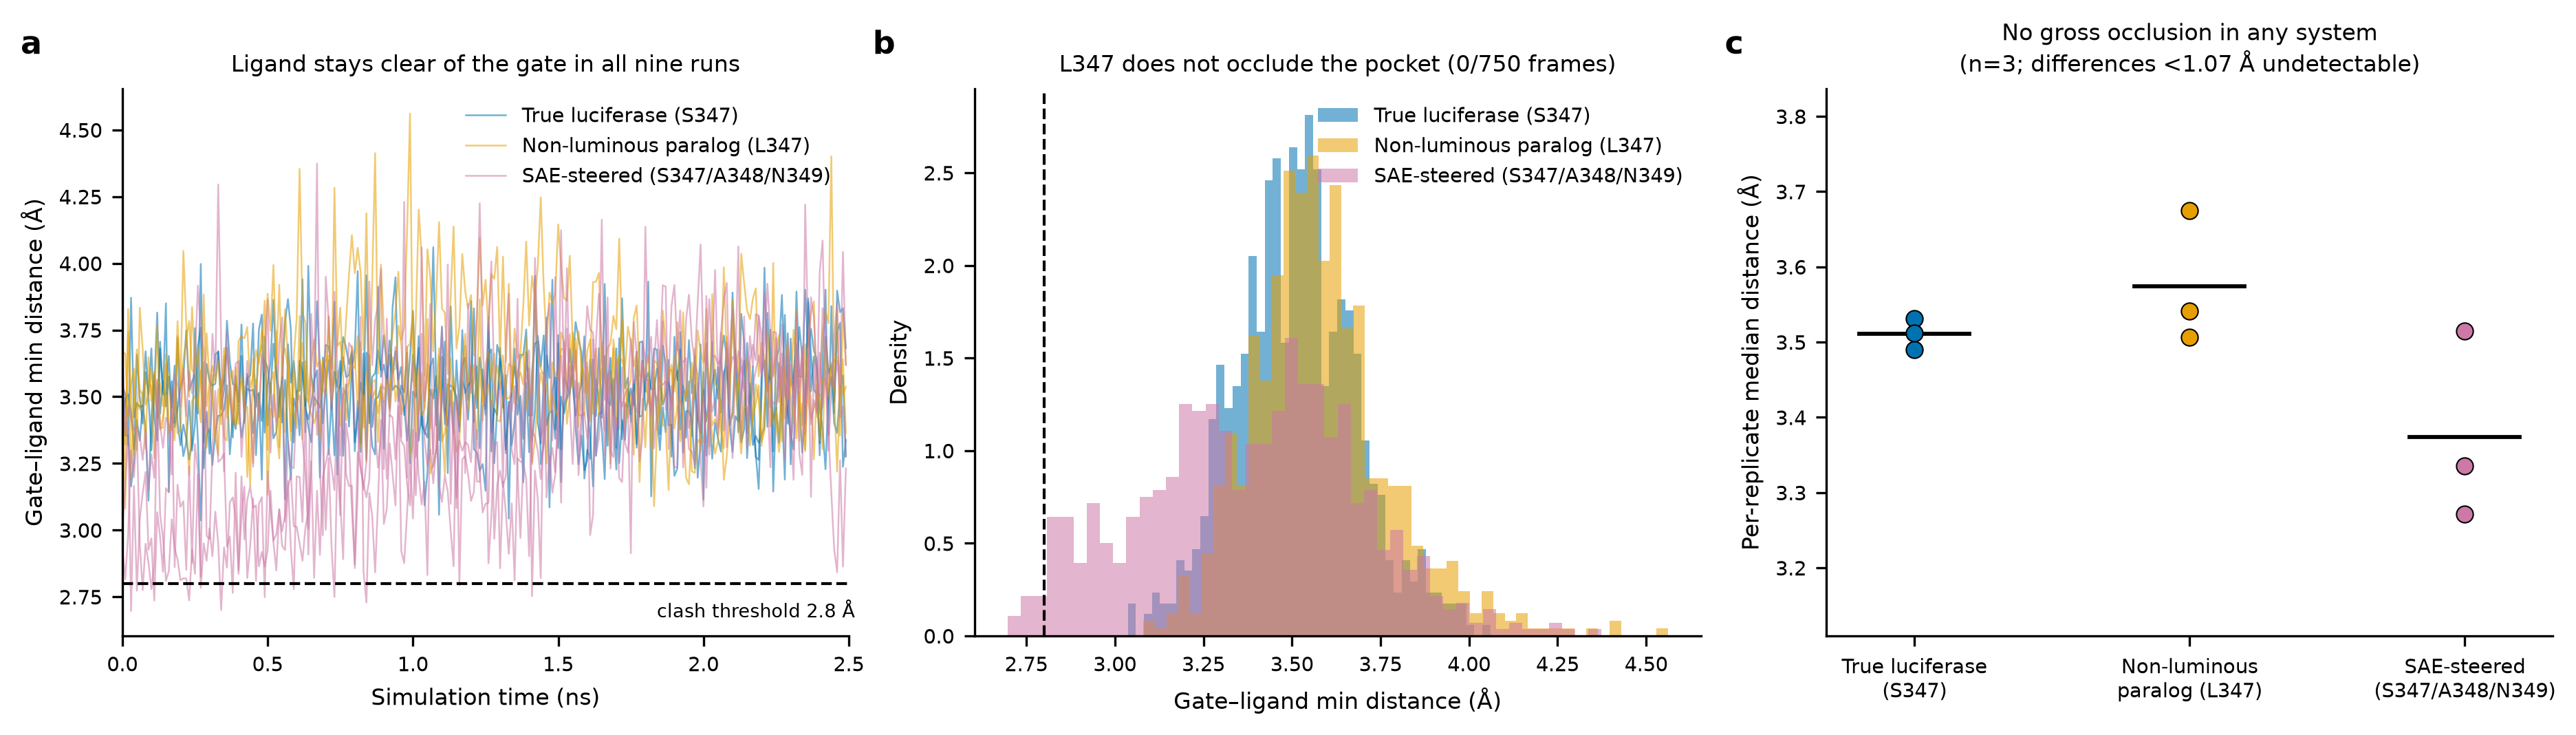 a
Ligand stays clear of the gate in all nine runs
True luciferase (S347)
Non-luminous paralog (L347)
SAE-steered (S347/A348/N349)
Gate–ligand min distance (Å)
4.50
4.25
4.00
3.75
3.50
3.25
3.00
2.75
clash threshold 2.8 Å
0.0 0.5 1.0 1.5 2.0 2.5
Simulation time (ns)
b
L347 does not occlude the pocket (0/750 frames)
True luciferase (S347)
Non-luminous paralog (L347)
SAE-steered (S347/A348/N349)
Density
2.5
2.0
1.5
1.0
0.5
0.0
2.75 3.00 3.25 3.50 3.75 4.00 4.25 4.50
Gate–ligand min distance (Å)
c
No gross occlusion in any system
(n=3; differences <1.07 Å undetectable)
Per-replicate median distance (Å)
3.8
3.7
3.6
3.5
3.4
3.3
3.2
True luciferase
(S347)
Non-luminous
paralog (L347)
SAE-steered
(S347/A348/N349)